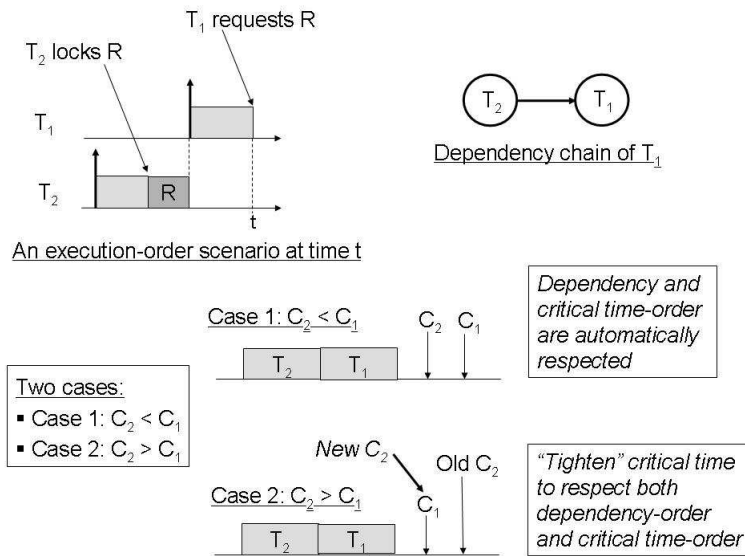 T₁ requests R
T₂ locks R
T₁
T₂
R
t
An execution-order scenario at time t
T₂
T₁
Dependency chain of T₁
Case 1: C₂ < C₁
C₂
C₁
T₂
T₁
Dependency and
critical time-order
are automatically
respected
Two cases:
▪ Case 1: C₂ < C₁
▪ Case 2: C₂ > C₁
New C₂
Old C₂
Case 2: C₂ > C₁
C₁
T₂
T₁
“Tighten” critical time
to respect both
dependency-order
and critical time-order